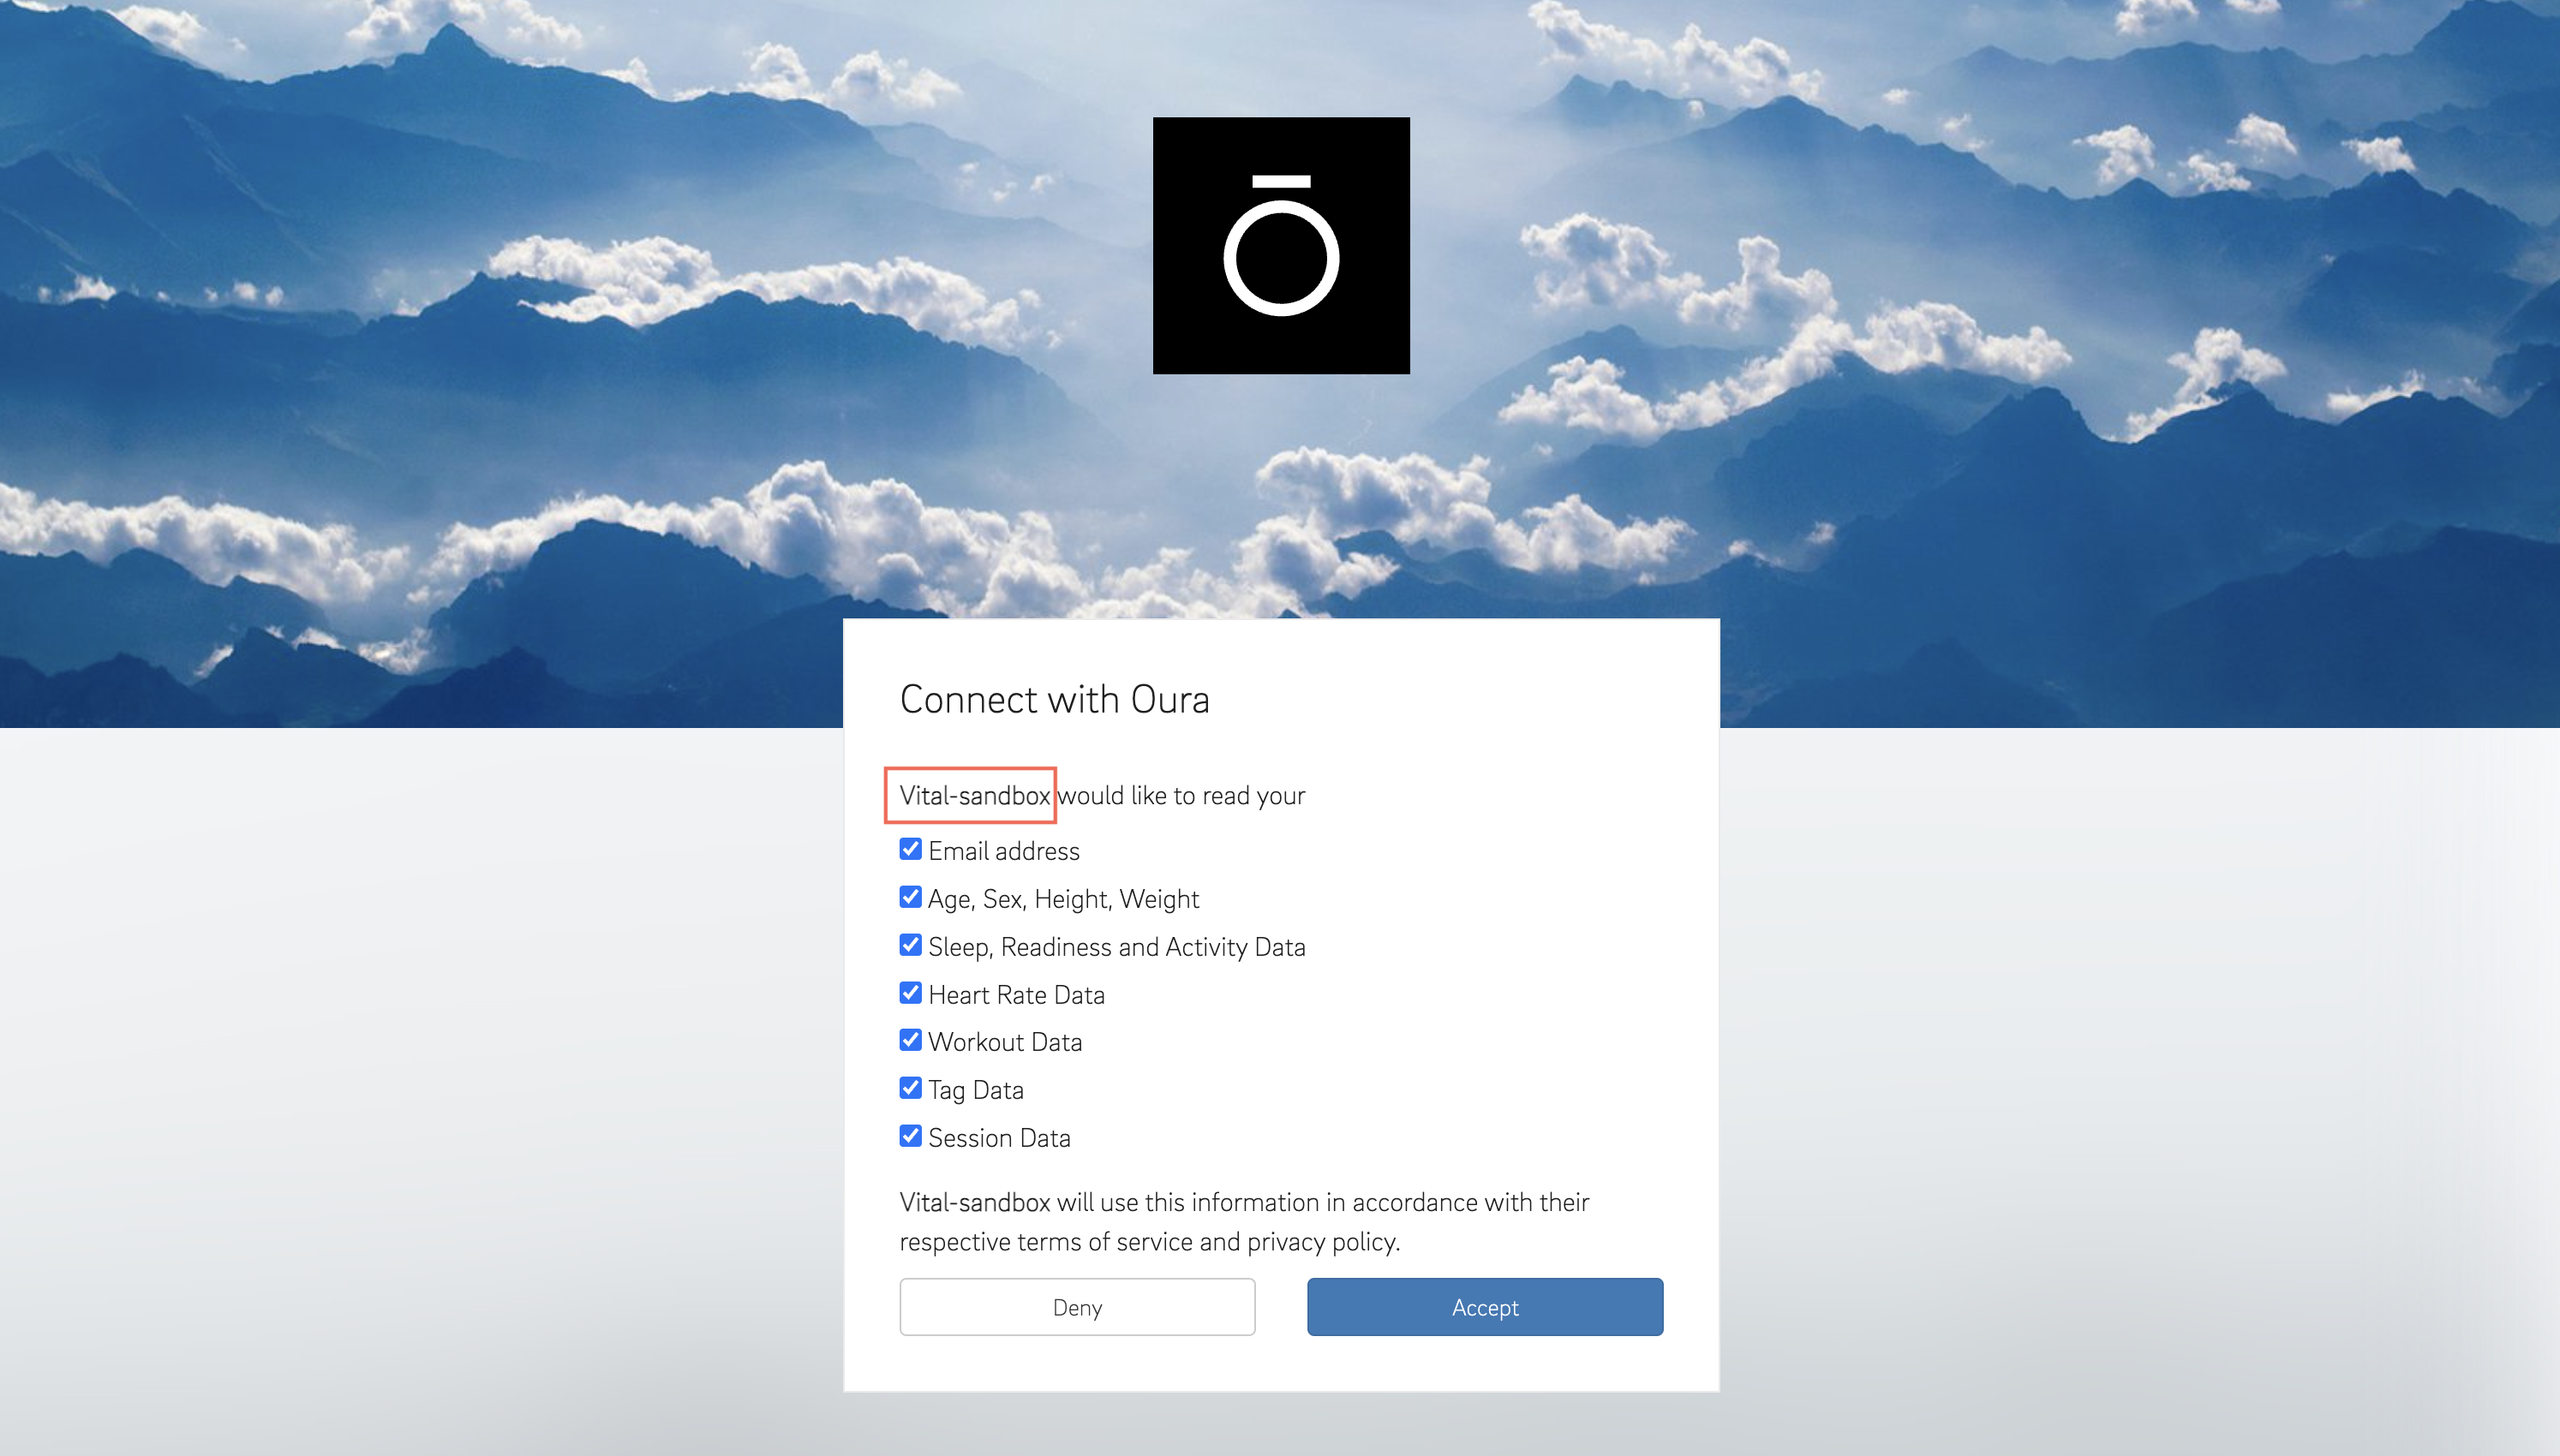 Connect with Oura
Vital-sandbox would like to read your
Email address
Age, Sex, Height, Weight
Sleep, Readiness and Activity Data
Heart Rate Data
Workout Data
Tag Data
Session Data
Vital-sandbox will use this information in accordance with their
respective terms of service and privacy policy.
Deny
Accept